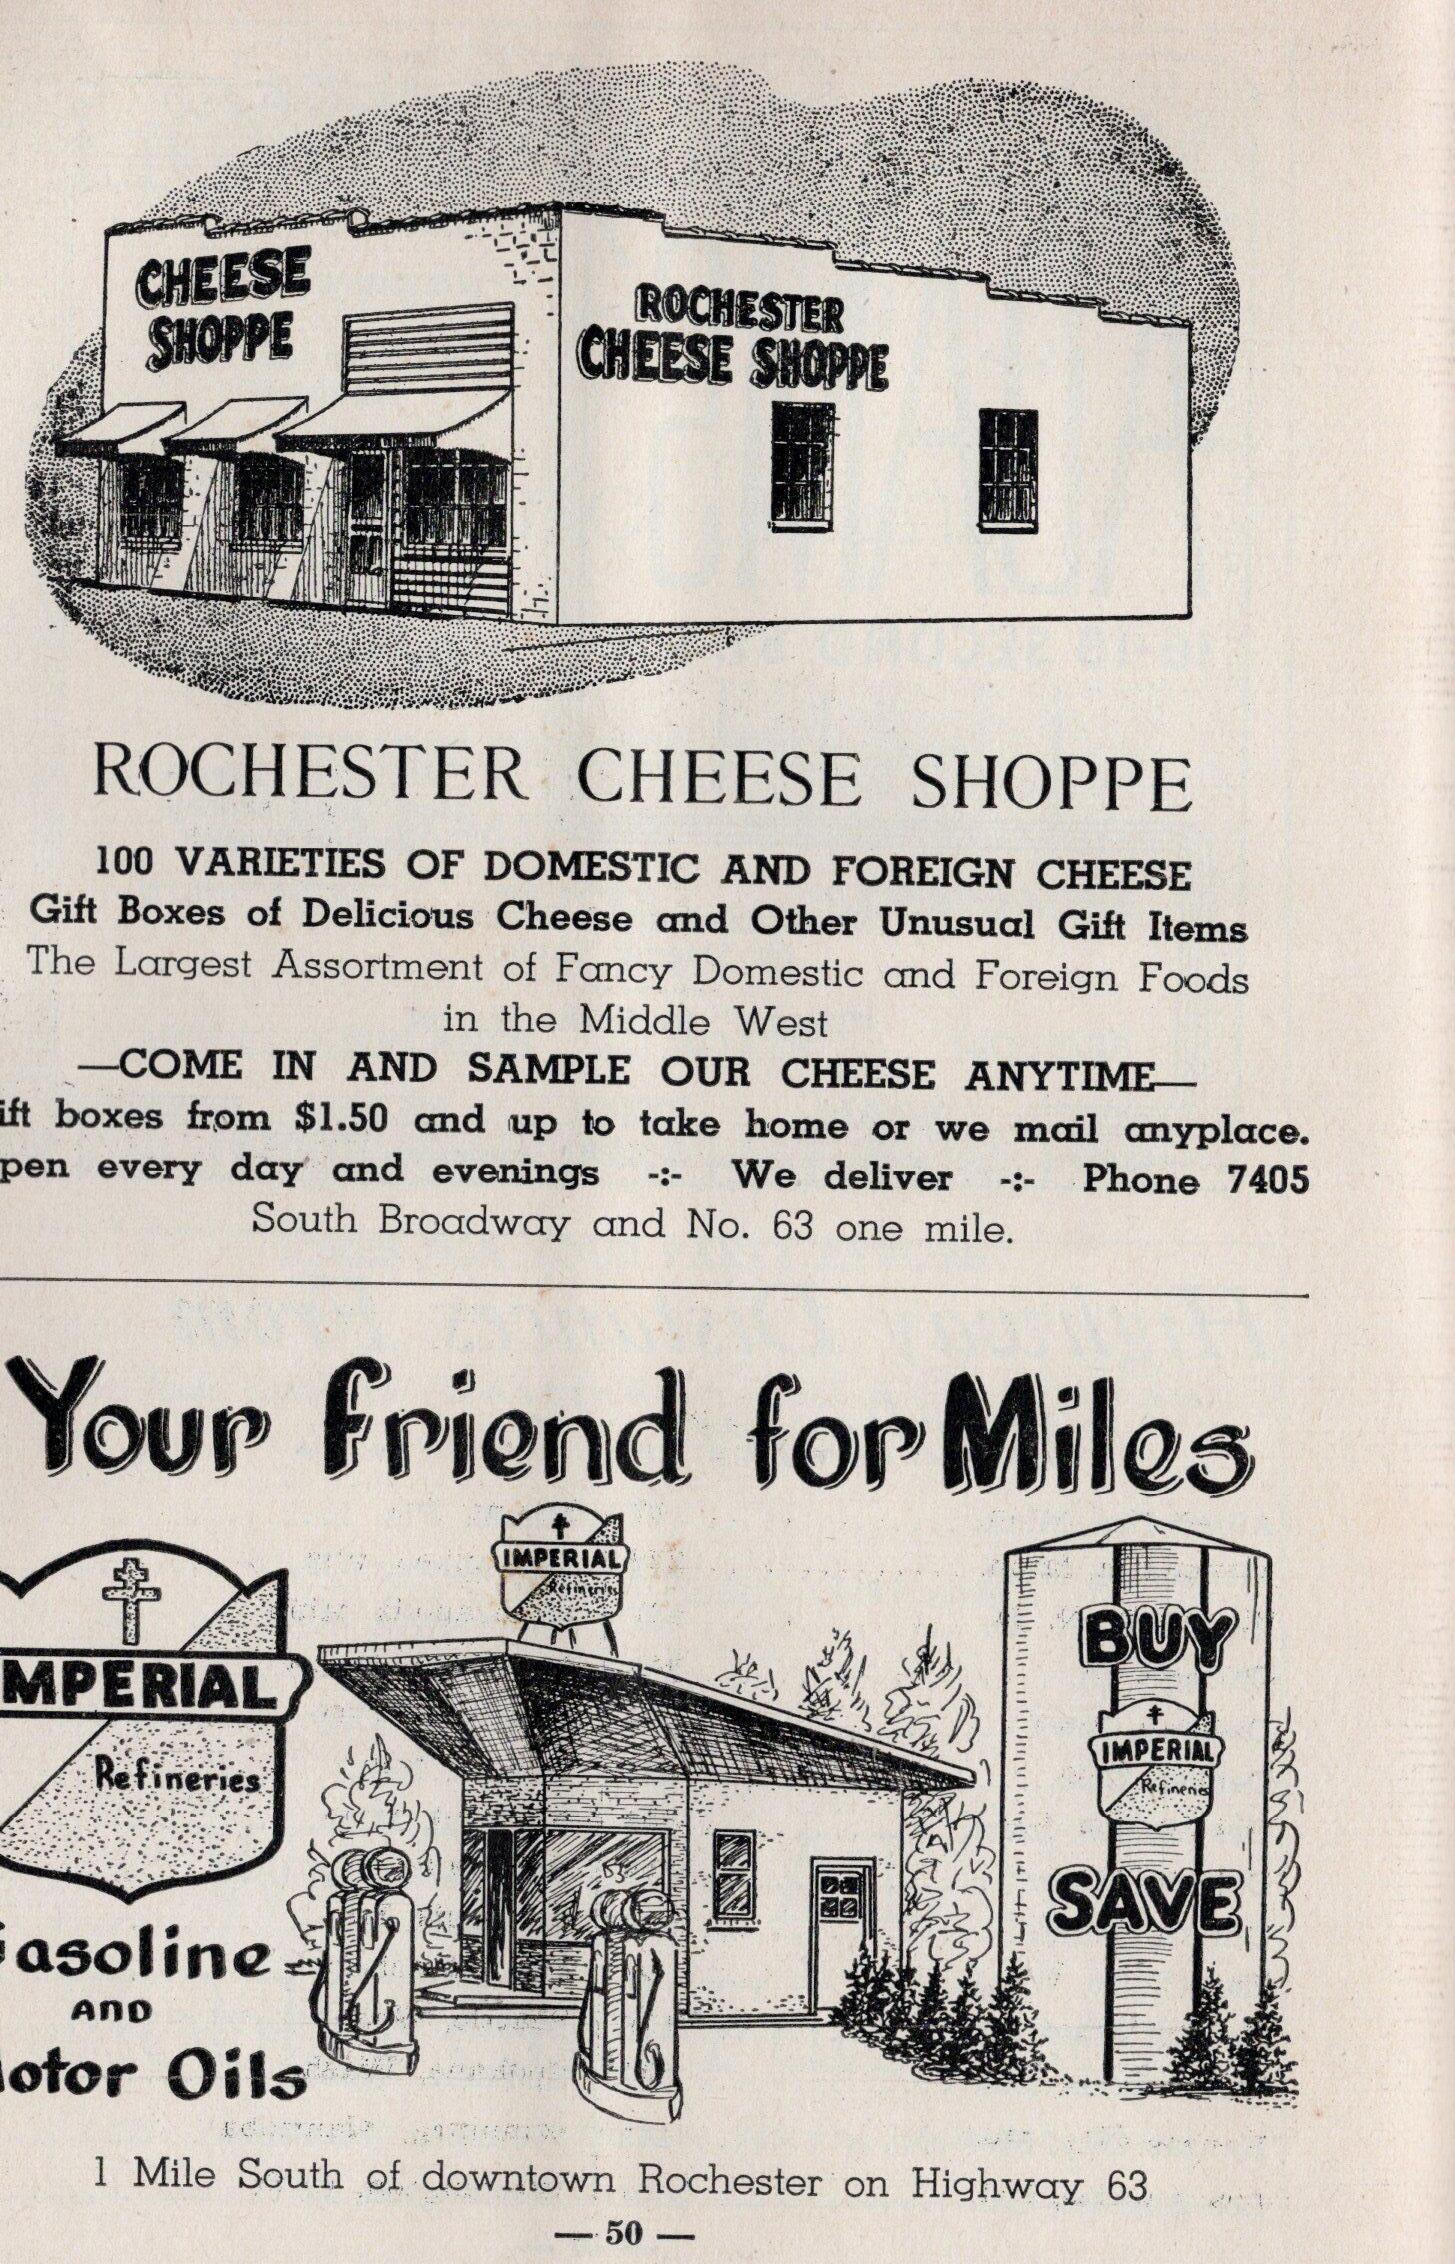 CHEESE
SHOPPE
ROCHESTER
CHEESE SHOPPE
ROCHESTER CHEESE SHOPPE
100 VARIETIES OF DOMESTIC AND FOREIGN CHEESE
Gift Boxes of Delicious Cheese and Other Unusual Gift Items
The Largest Assortment of Fancy Domestic and Foreign Foods
in the Middle West
—COME IN AND SAMPLE OUR CHEESE ANYTIME—
ift boxes from $1.50 and up to take home or we mail anyplace.
pen every day and evenings -:- We deliver -:- Phone 7405
South Broadway and No. 63 one mile.
Your friend for Miles
IMPERIAL
Refineries
MPERIAL
Refineries
BUY
IMPERIAL
Refineries
SAVE
asoline
AND
otor Oils
1 Mile South of downtown Rochester on Highway 63
— 50 —